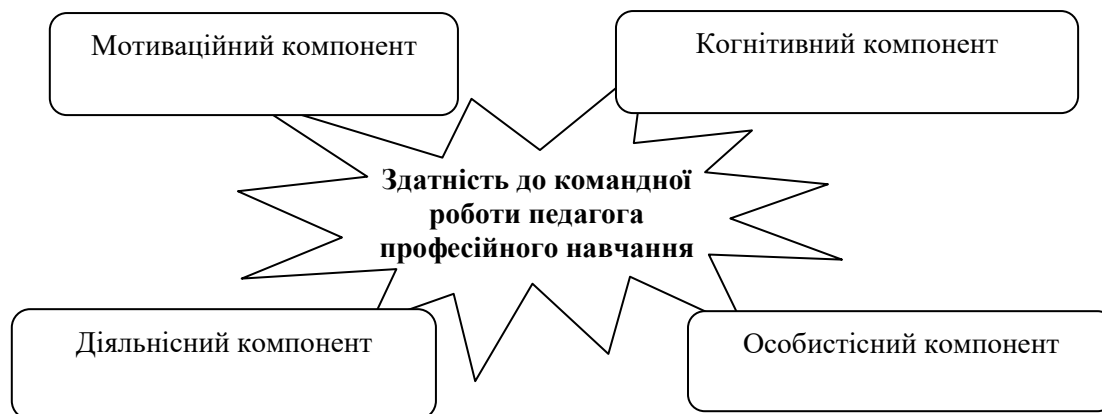 Мотиваційний компонент
Когнітивний компонент
Здатність до командної
роботи педагога
професійного навчання
Діяльнісний компонент
Особистісний компонент